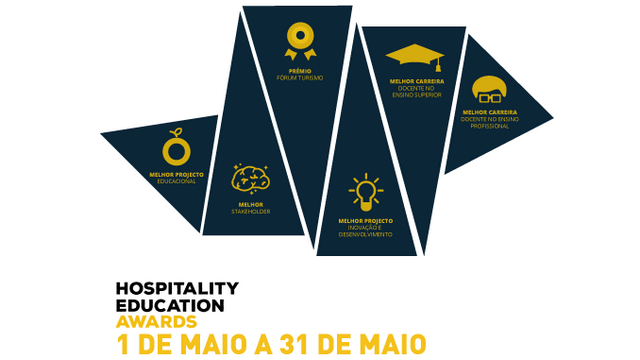 PRÉMIO
FÓRUM TURISMO
MELHOR CARREIRA
DOCENTE NO
ENSINO SUPERIOR
MELHOR CARREIRA
DOCENTE NO ENSINO
PROFISSIONAL
MELHOR PROJECTO
EDUCACIONAL
MELHOR
STAKEHOLDER
MELHOR PROJECTO
INOVAÇÃO E
DESENVOLVIMENTO
HOSPITALITY
EDUCATION
AWARDS
1 DE MAIO A 31 DE MAIO